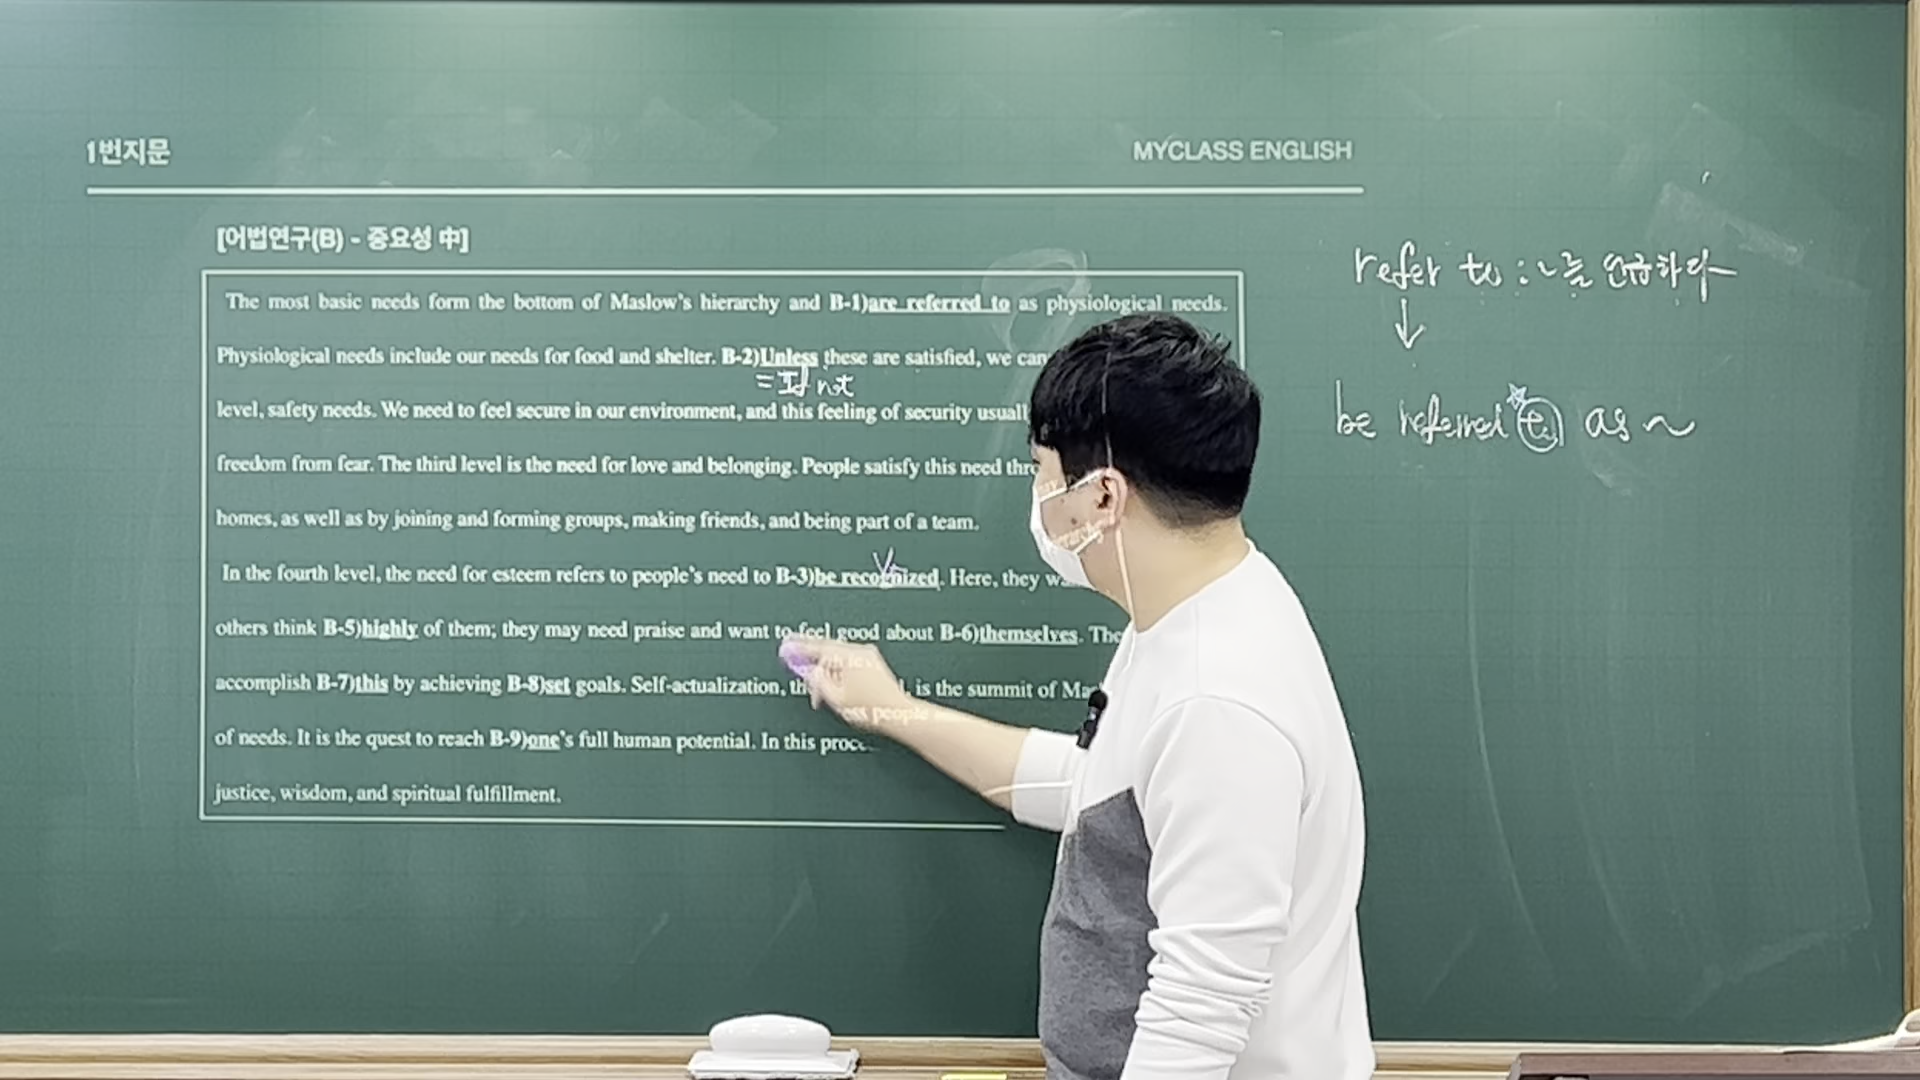 1번지문
MYCLASS ENGLISH
[어법연구(B) - 중요성 中]
The most basic needs form the bottom of Maslow's hierarchy and B-1)are referred to as physiological needs.
Physiological needs include our needs for food and shelter. B-2)Unless these are satisfied, we can
= If not
level, safety needs. We need to feel secure in our environment, and this feeling of security usuall
freedom from fear. The third level is the need for love and belonging. People satisfy this need thr
homes, as well as by joining and forming groups, making friends, and being part of a team.
In the fourth level, the need for esteem refers to people's need to B-3)be recognized. Here, they w
others think B-5)highly of them; they may need praise and want to feel good about B-6)themselves. The
accomplish B-7)this by achieving B-8)set goals. Self-actualization, th is the summit of Mas
of needs. It is the quest to reach B-9)one's full human potential. In this proce
justice, wisdom, and spiritual fulfillment.
refer to : ~를 언급하다
↓
be referred to as ~